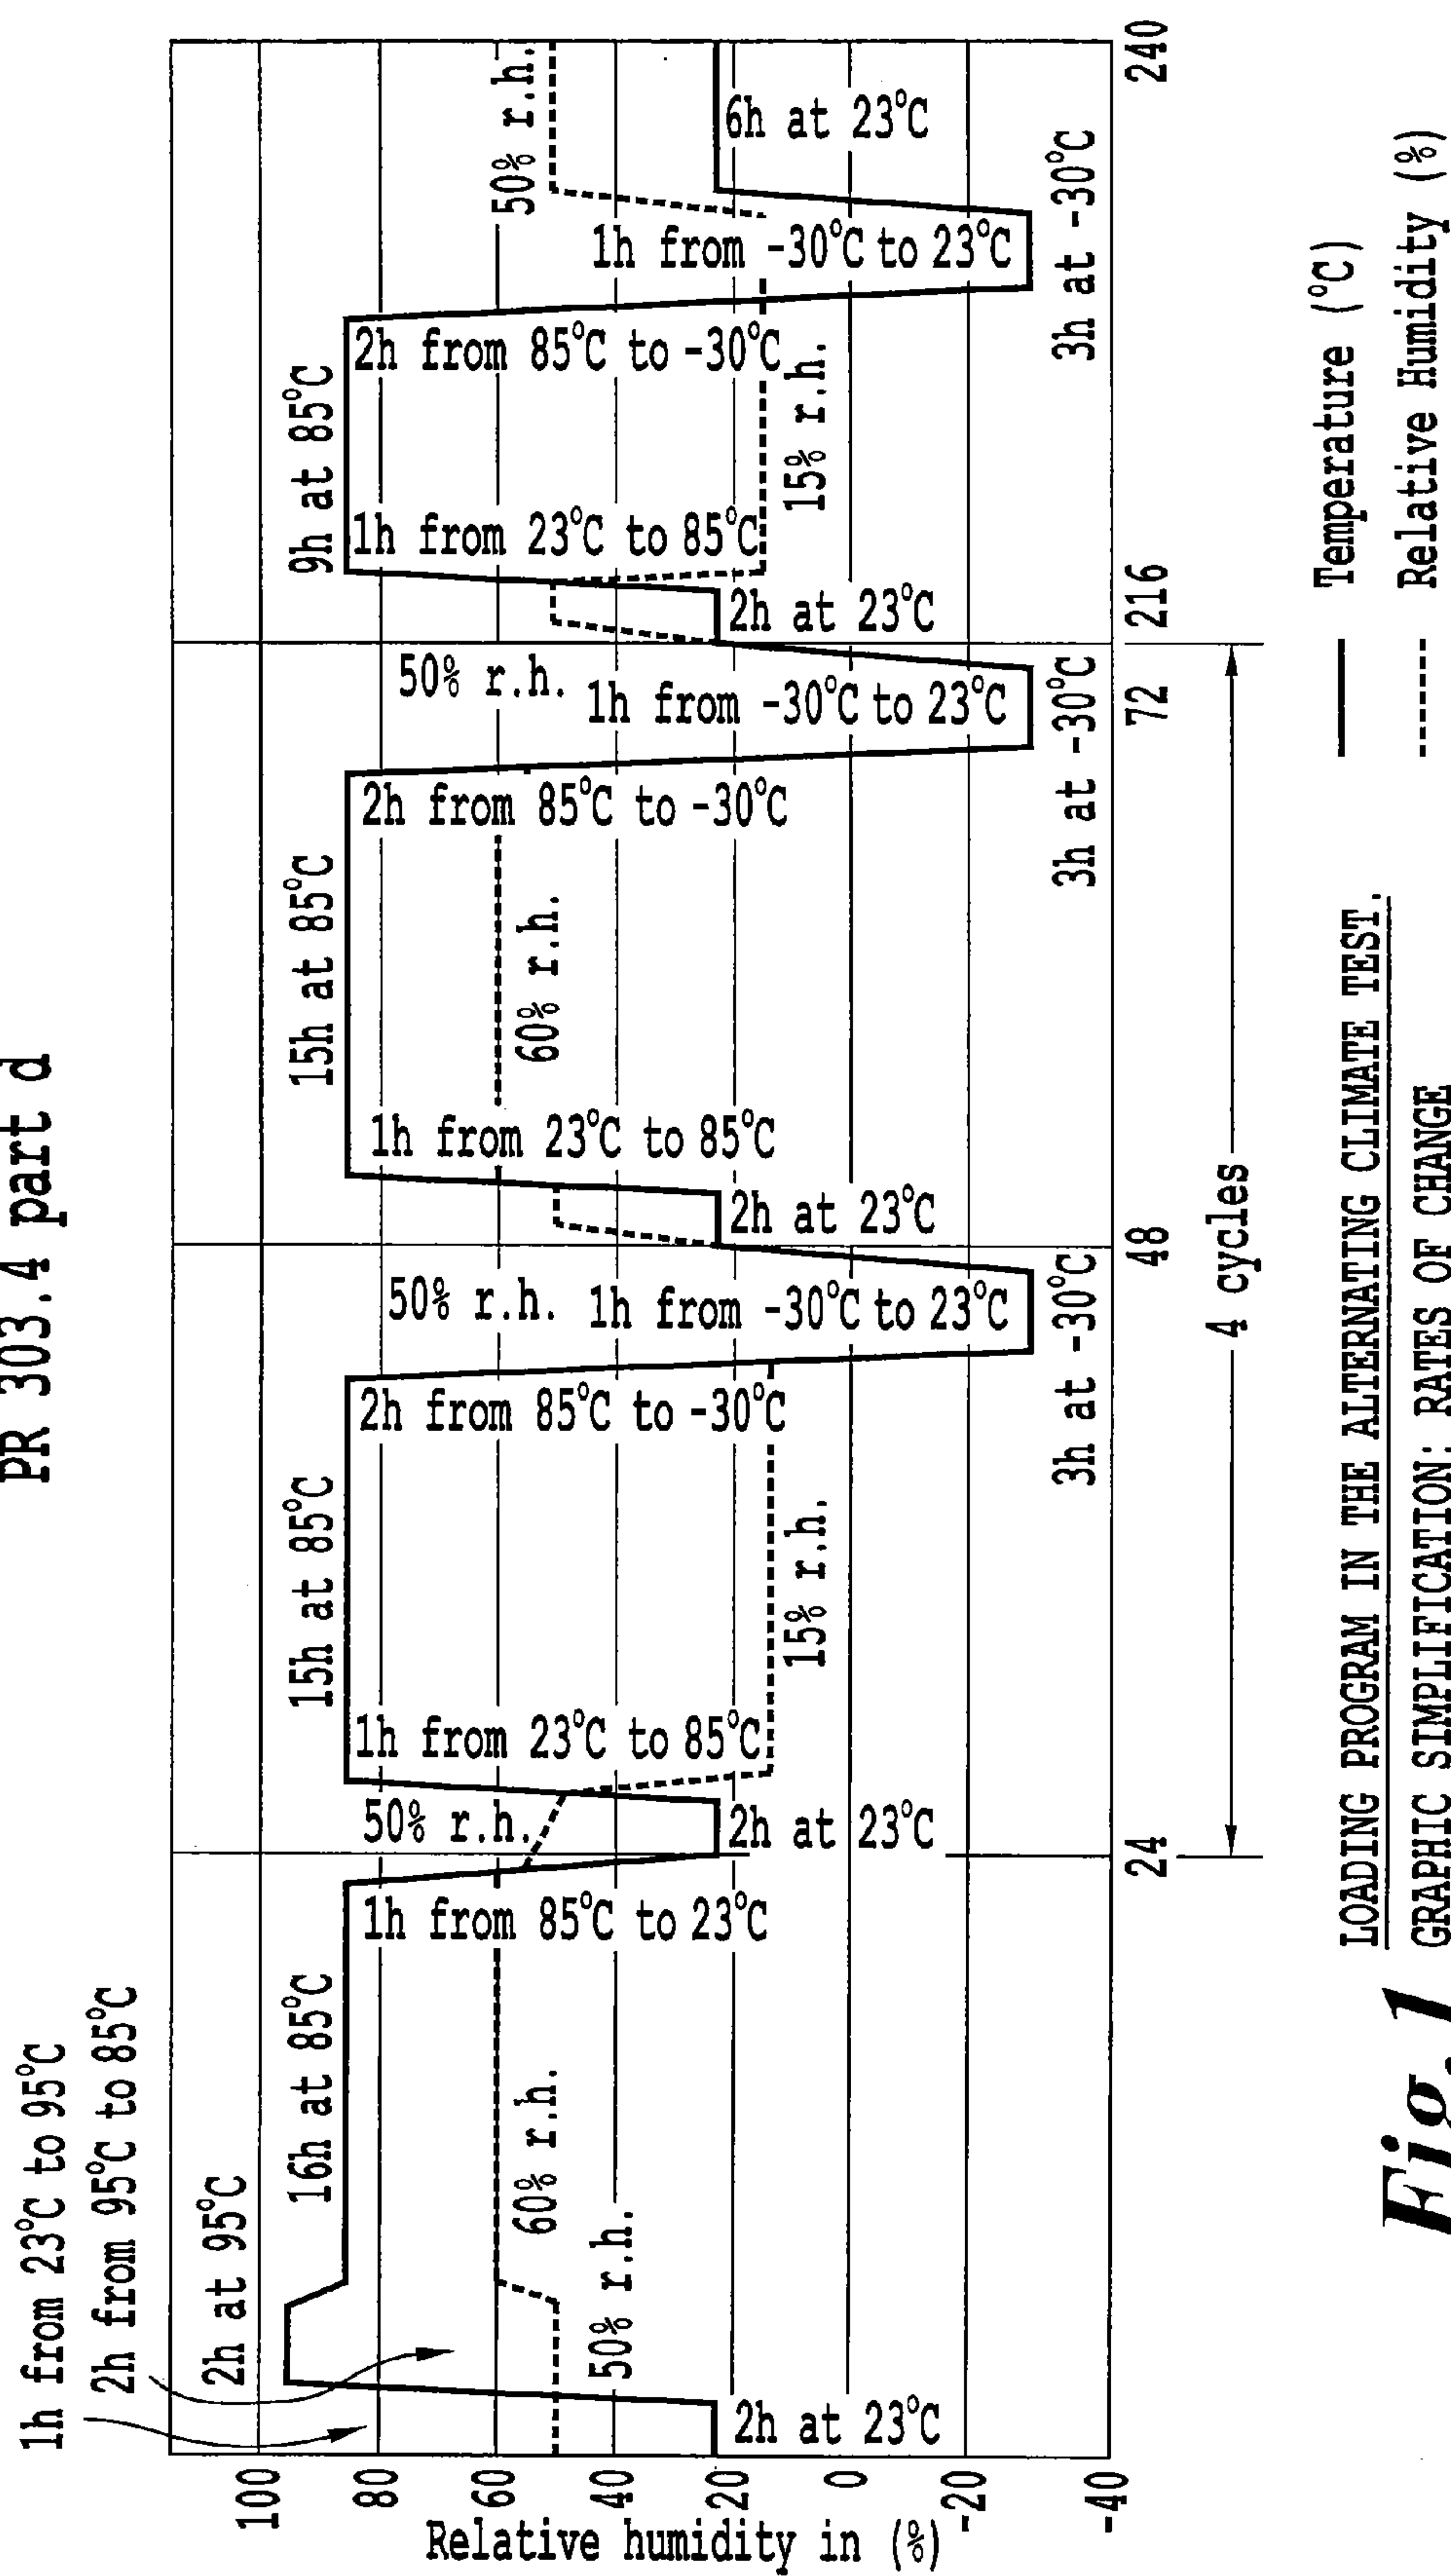 PR 303.4 part d
1h from 23°C to 95°C
2h from 95°C to 85°C
2h at 95°C
16h at 85°C
15h at 85°C
15h at 85°C
9h at 85°C
1h from 85°C to 23°C
50% r.h.
1h from 23°C to 85°C
2h from 85°C to -30°C
50% r.h.
1h from 23°C to 85°C
2h from 85°C to -30°C
50% r.h.
1h from 23°C to 85°C
2h from 85°C to -30°C
50% r.h.
60% r.h.
50% r.h.
60% r.h.
1h from -30°C to 23°C
1h from -30°C to 23°C
1h from -30°C to 23°C
15% r.h.
15% r.h.
2h at 23°C
2h at 23°C
2h at 23°C
2h at 23°C
6h at 23°C
3h at -30°C
3h at -30°C
3h at -30°C
100
80
60
40
20
0
-20
-40
Relative humidity in (%)
24
48
72
216
240
4 cycles
Fig. 1
LOADING PROGRAM IN THE ALTERNATING CLIMATE TEST.
GRAPHIC SIMPLIFICATION: RATES OF CHANGE
Temperature (°C)
Relative Humidity (%)